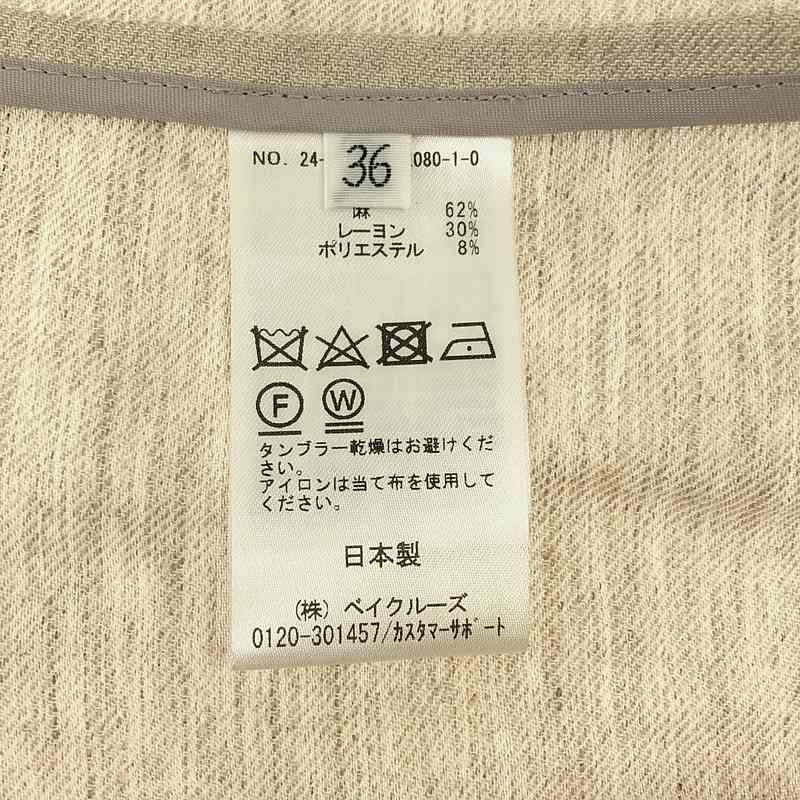 NO. 24-
36
080-1-0
麻 62%
レーヨン 30%
ポリエステル 8%
F W
タンブラー乾燥はお避けくだ
さい。
アイロンは当て布を使用して
ください。
日本製
(株) ベイクルーズ
0120-301457/ｶｽﾀﾏｰｻﾎﾟｰﾄ